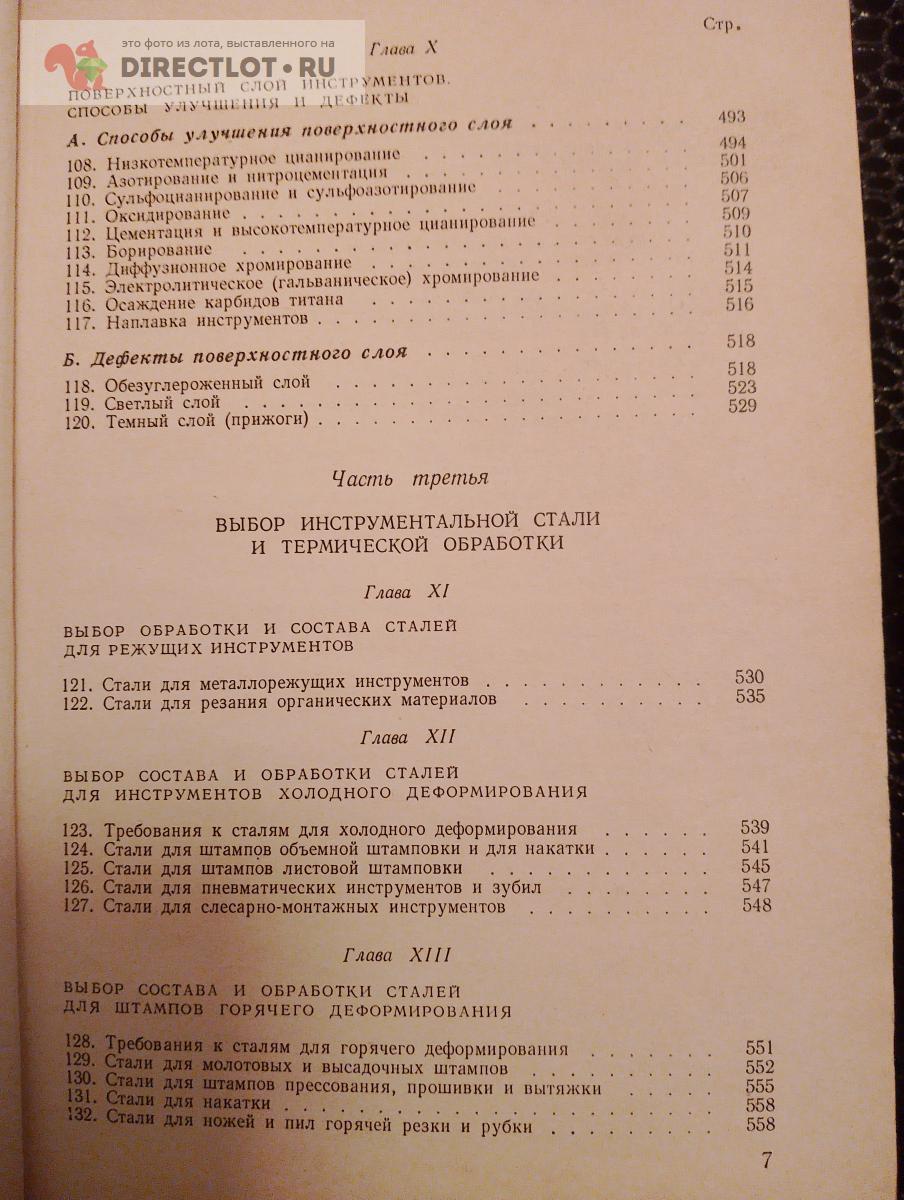 Стр.
это фото из лота, выставленного на
DIRECTLOT.RU
Глава X
ПОВЕРХНОСТНЫЙ СЛОЙ ИНСТРУМЕНТОВ.
СПОСОБЫ УЛУЧШЕНИЯ И ДЕФЕКТЫ
А. Способы улучшения поверхностного слоя . . . . . . . . . 493
108. Низкотемпературное цианирование . . . . . . . . . . . . 494
109. Азотирование и нитроцементация . . . . . . . . . . . . 501
110. Сульфоцианирование и сульфоазотирование . . . . . . . . 506
111. Оксидирование . . . . . . . . . . . . . . . . . . . . 507
112. Цементация и высокотемпературное цианирование . . . . . . 509
113. Борирование . . . . . . . . . . . . . . . . . . . . 510
114. Диффузионное хромирование . . . . . . . . . . . . . . 511
115. Электролитическое (гальваническое) хромирование . . . . . . 514
116. Осаждение карбидов титана . . . . . . . . . . . . . . 515
117. Наплавка инструментов . . . . . . . . . . . . . . . . 516
Б. Дефекты поверхностного слоя . . . . . . . . . . . . 518
118. Обезуглероженный слой . . . . . . . . . . . . . . . . 518
119. Светлый слой . . . . . . . . . . . . . . . . . . . . 523
120. Темный слой (прижоги) . . . . . . . . . . . . . . . . 529
Часть третья
ВЫБОР ИНСТРУМЕНТАЛЬНОЙ СТАЛИ
И ТЕРМИЧЕСКОЙ ОБРАБОТКИ
Глава XI
ВЫБОР ОБРАБОТКИ И СОСТАВА СТАЛЕЙ
ДЛЯ РЕЖУЩИХ ИНСТРУМЕНТОВ
121. Стали для металлорежущих инструментов . . . . . . . . . . 530
122. Стали для резания органических материалов . . . . . . . . . 535
Глава XII
ВЫБОР СОСТАВА И ОБРАБОТКИ СТАЛЕЙ
ДЛЯ ИНСТРУМЕНТОВ ХОЛОДНОГО ДЕФОРМИРОВАНИЯ
123. Требования к сталям для холодного деформирования . . . . . . 539
124. Стали для штампов объемной штамповки и для накатки . . . . . . 541
125. Стали для штампов листовой штамповки . . . . . . . . . . 545
126. Стали для пневматических инструментов и зубил . . . . . . . 547
127. Стали для слесарно-монтажных инструментов . . . . . . . . . 548
Глава XIII
ВЫБОР СОСТАВА И ОБРАБОТКИ СТАЛЕЙ
ДЛЯ ШТАМПОВ ГОРЯЧЕГО ДЕФОРМИРОВАНИЯ
128. Требования к сталям для горячего деформирования . . . . . . 551
129. Стали для молотовых и высадочных штампов . . . . . . . . . 552
130. Стали для штампов прессования, прошивки и вытяжки . . . . . 555
131. Стали для накатки . . . . . . . . . . . . . . . . . . 558
132. Стали для ножей и пил горячей резки и рубки . . . . . . . . 558
7